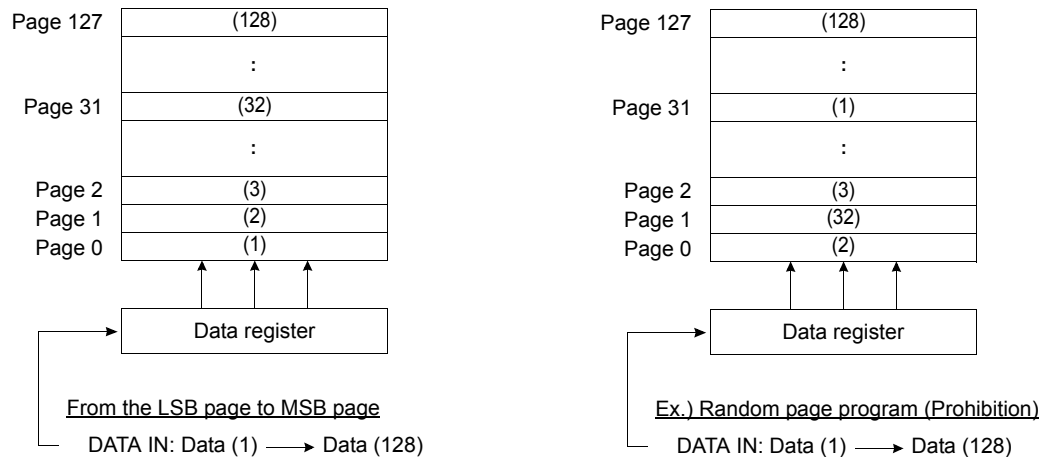 Page 127 (128)
:
Page 31 (32)
:
Page 2 (3)
Page 1 (2)
Page 0 (1)
Data register
From the LSB page to MSB page
DATA IN: Data (1) Data (128)
Page 127 (128)
:
Page 31 (1)
:
Page 2 (3)
Page 1 (32)
Page 0 (2)
Data register
Ex.) Random page program (Prohibition)
DATA IN: Data (1) Data (128)